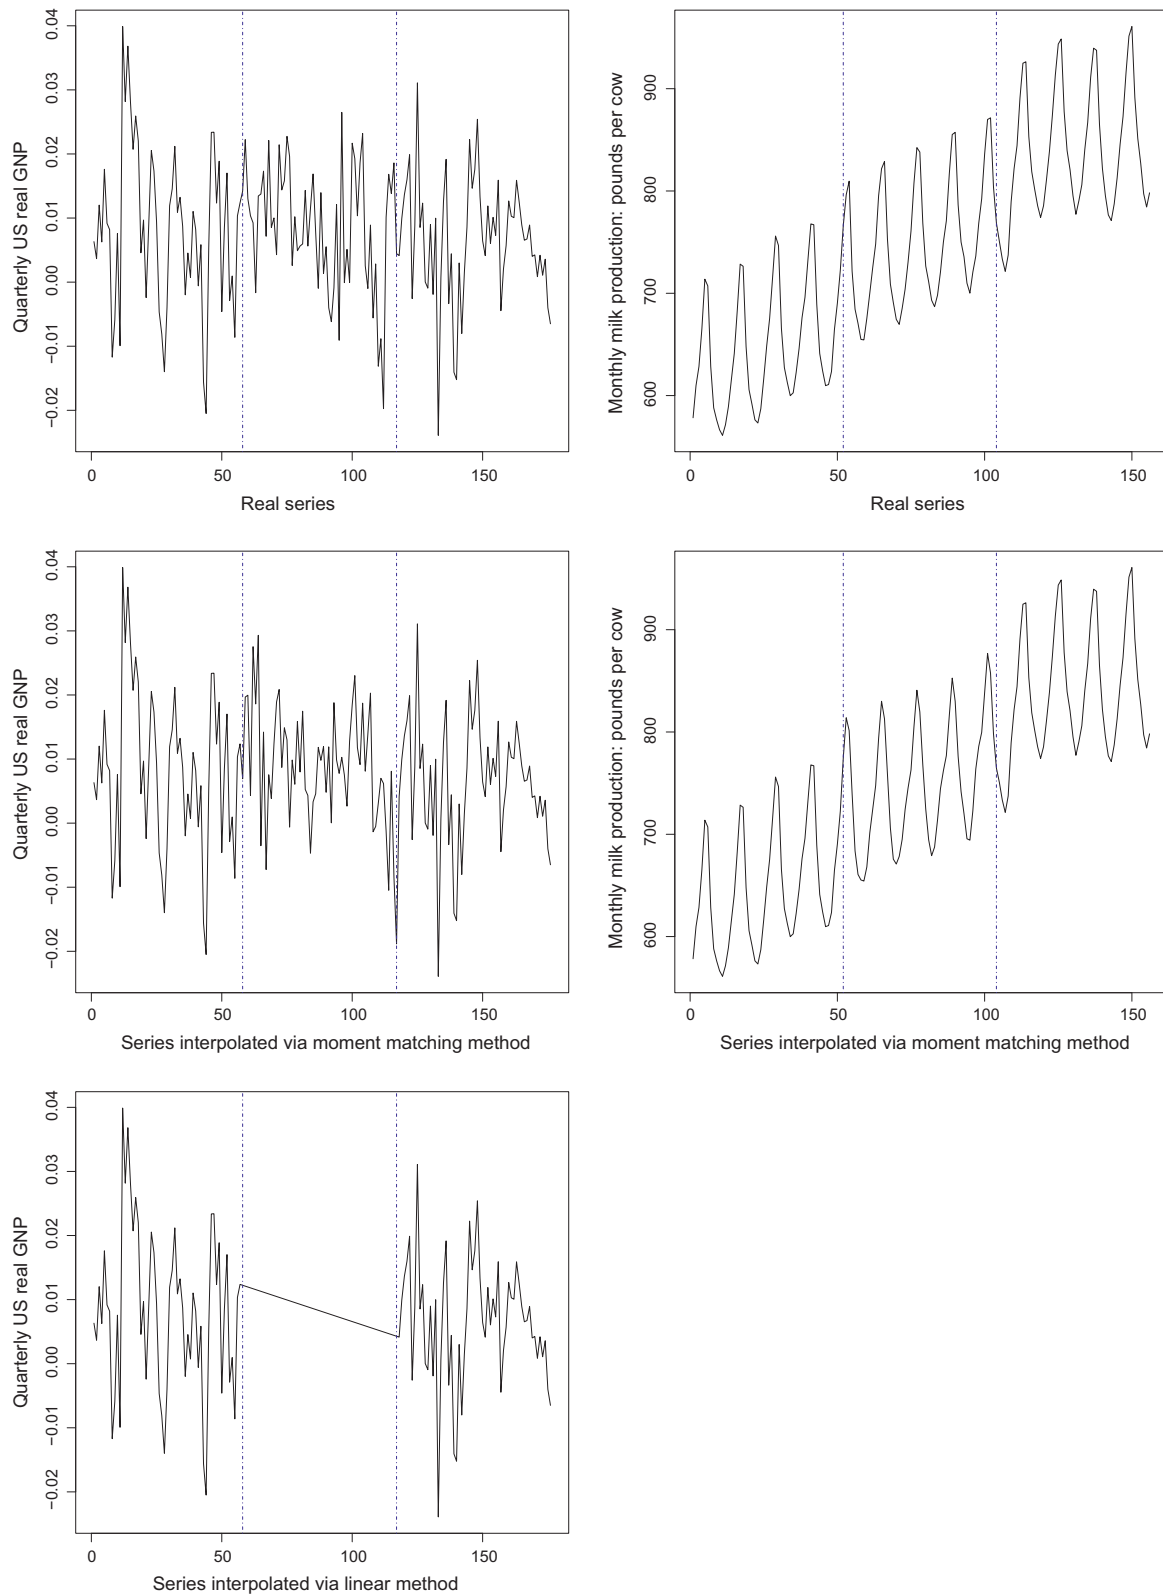 Quarterly US real GNP
0.04
0.03
0.02
0.01
0.00
−0.01
−0.02
0 50 100 150
Real series
Monthly milk production: pounds per cow
900
800
700
600
0 50 100 150
Real series
Quarterly US real GNP
0.04
0.03
0.02
0.01
0.00
−0.01
−0.02
0 50 100 150
Series interpolated via moment matching method
Monthly milk production: pounds per cow
900
800
700
600
0 50 100 150
Series interpolated via moment matching method
Quarterly US real GNP
0.04
0.03
0.02
0.01
0.00
−0.01
−0.02
0 50 100 150
Series interpolated via linear method